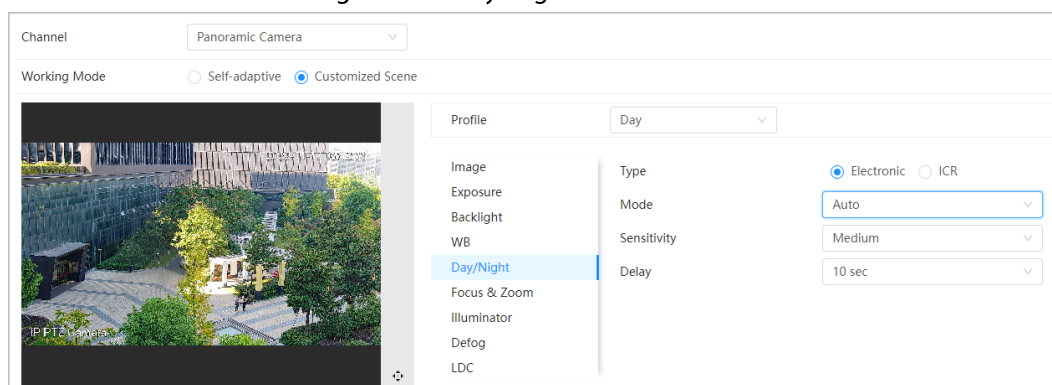 Channel
Panoramic Camera
Working Mode
Self-adaptive
Customized Scene
Profile
Day
Image
Exposure
Backlight
WB
Day/Night
Focus & Zoom
Illuminator
Defog
LDC
Type
Electronic
ICR
Mode
Auto
Sensitivity
Medium
Delay
10 sec
IP PTZ Camera